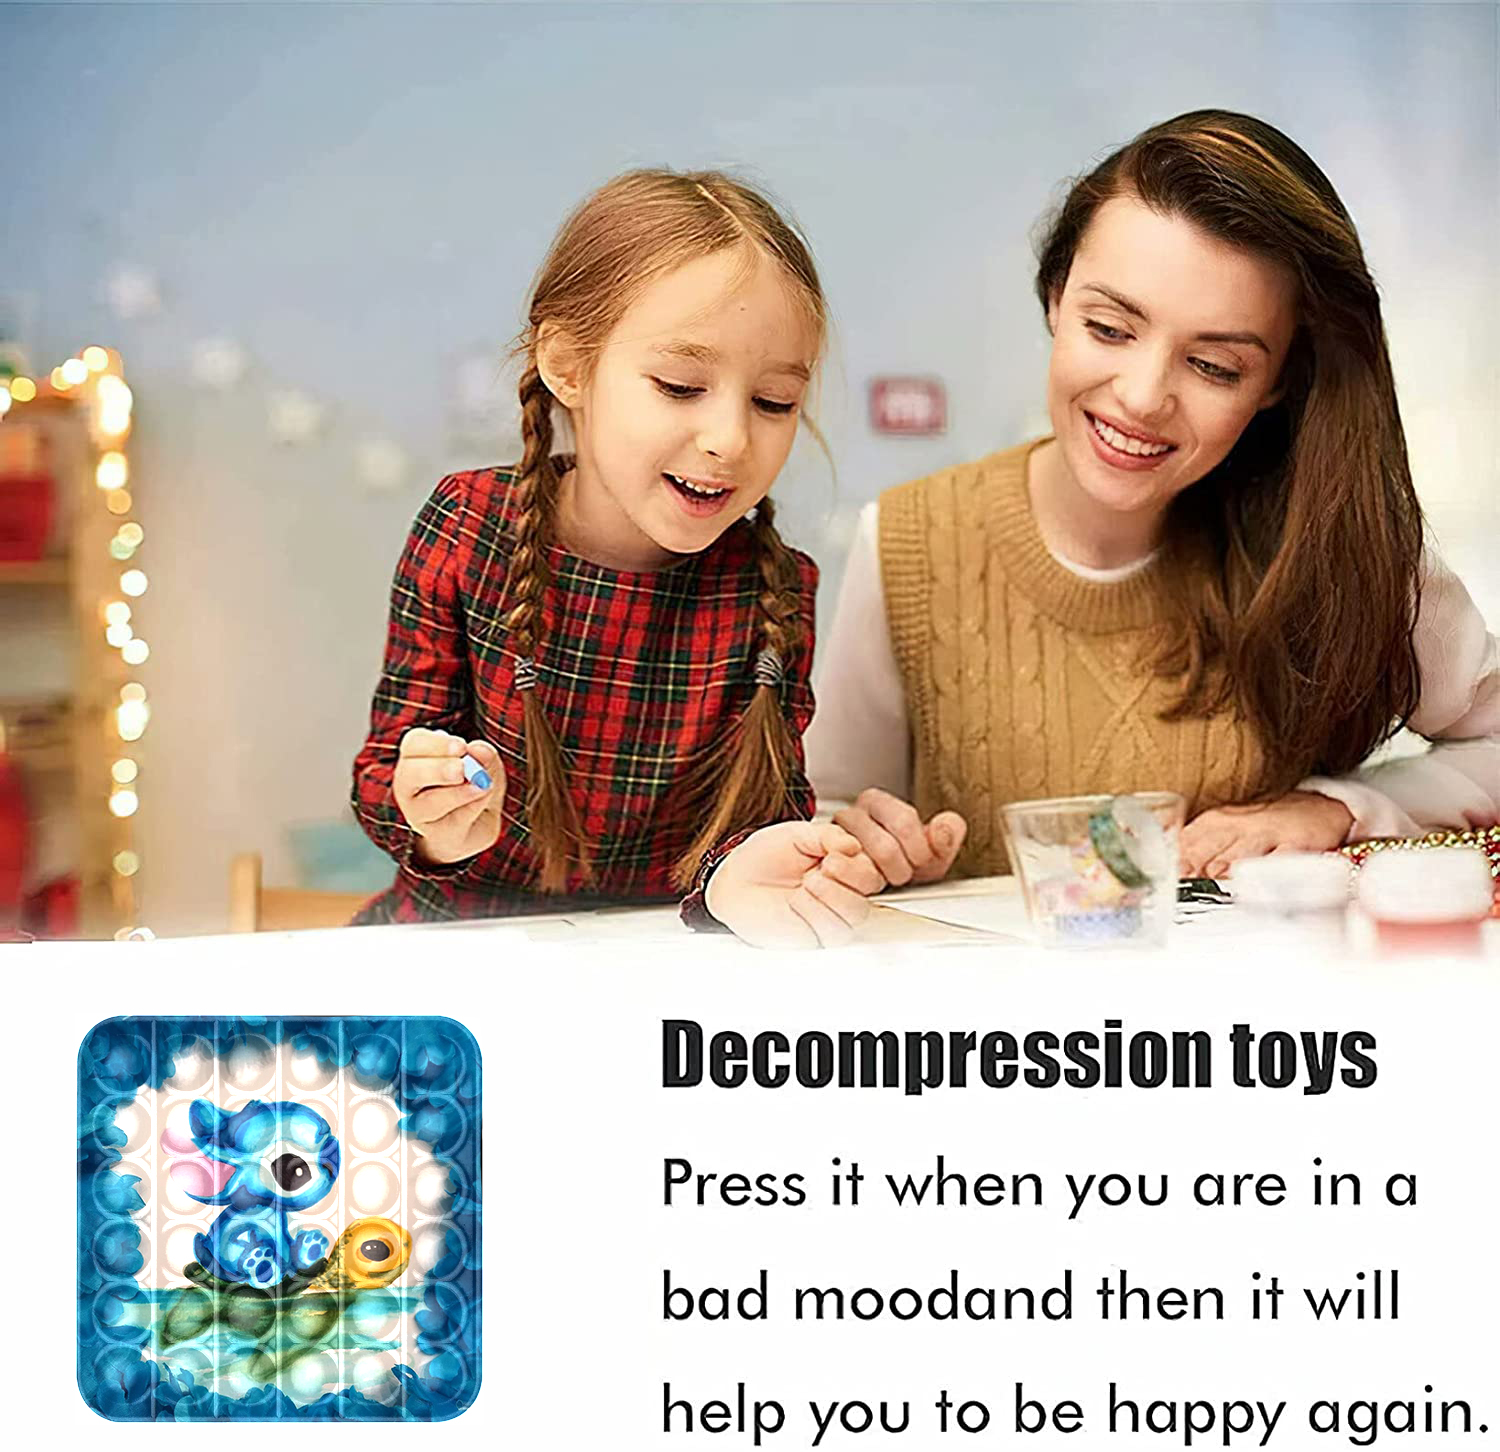 Decompression toys
Press it when you are in a
bad moodand then it will
help you to be happy again.